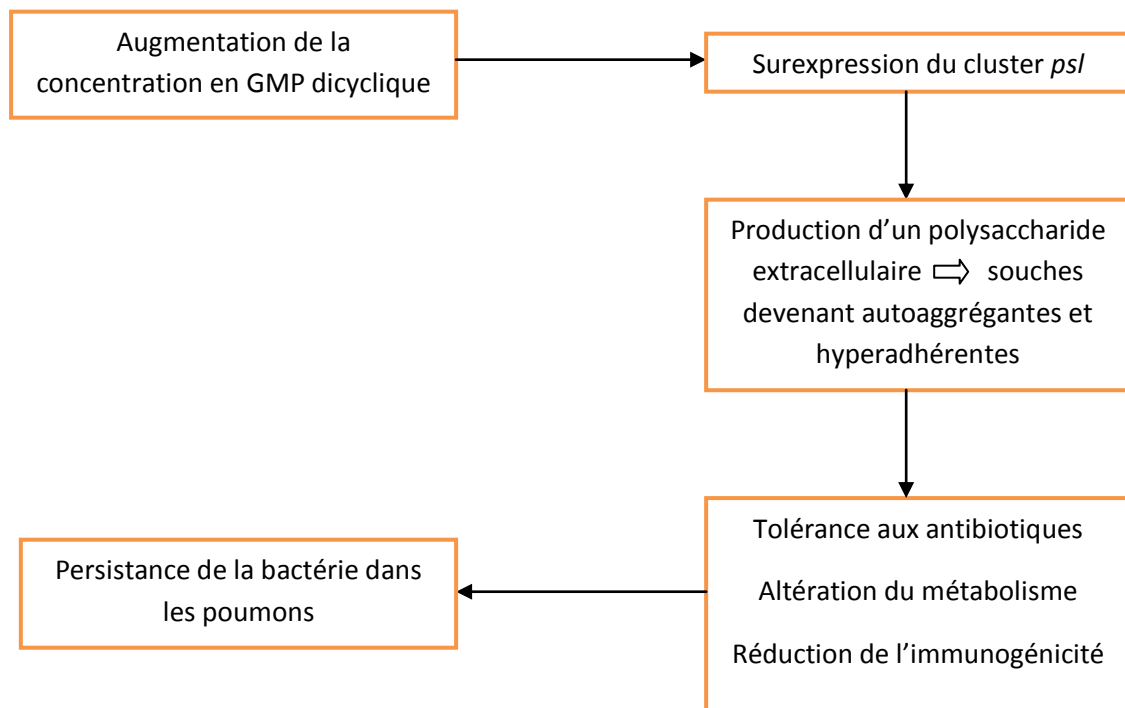 Augmentation de la
concentration en GMP dicyclique
Surexpression du cluster psl
Production d’un polysaccharide
extracellulaire ⇨ souches
devenant autoaggrégantes et
hyperadhérentes
Tolérance aux antibiotiques
Altération du métabolisme
Réduction de l’immunogénicité
Persistance de la bactérie dans
les poumons